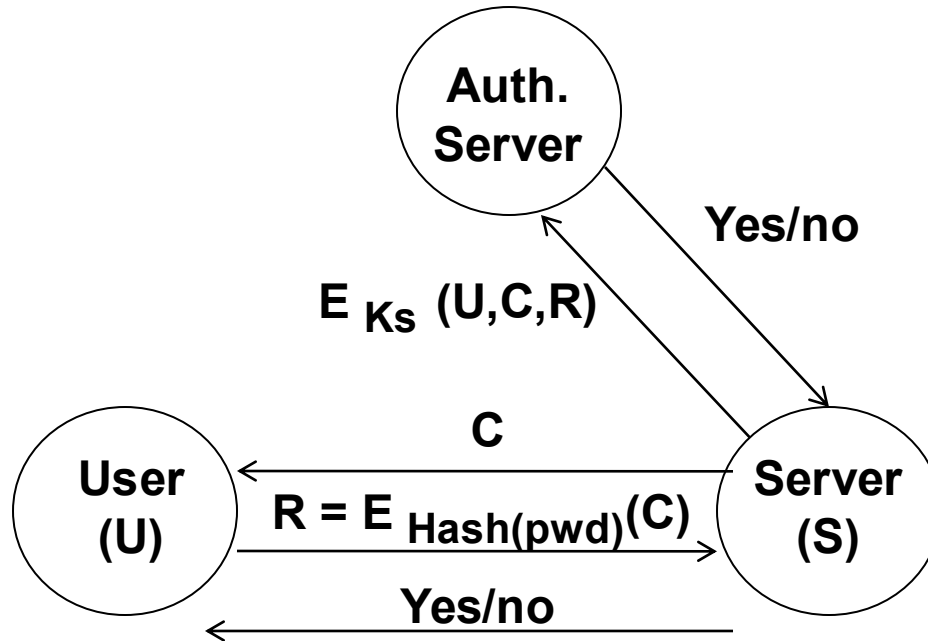 Auth.
Server
Yes/no
E Ks (U,C,R)
C
User
(U)
R = E Hash(pwd)(C)
Server
(S)
Yes/no